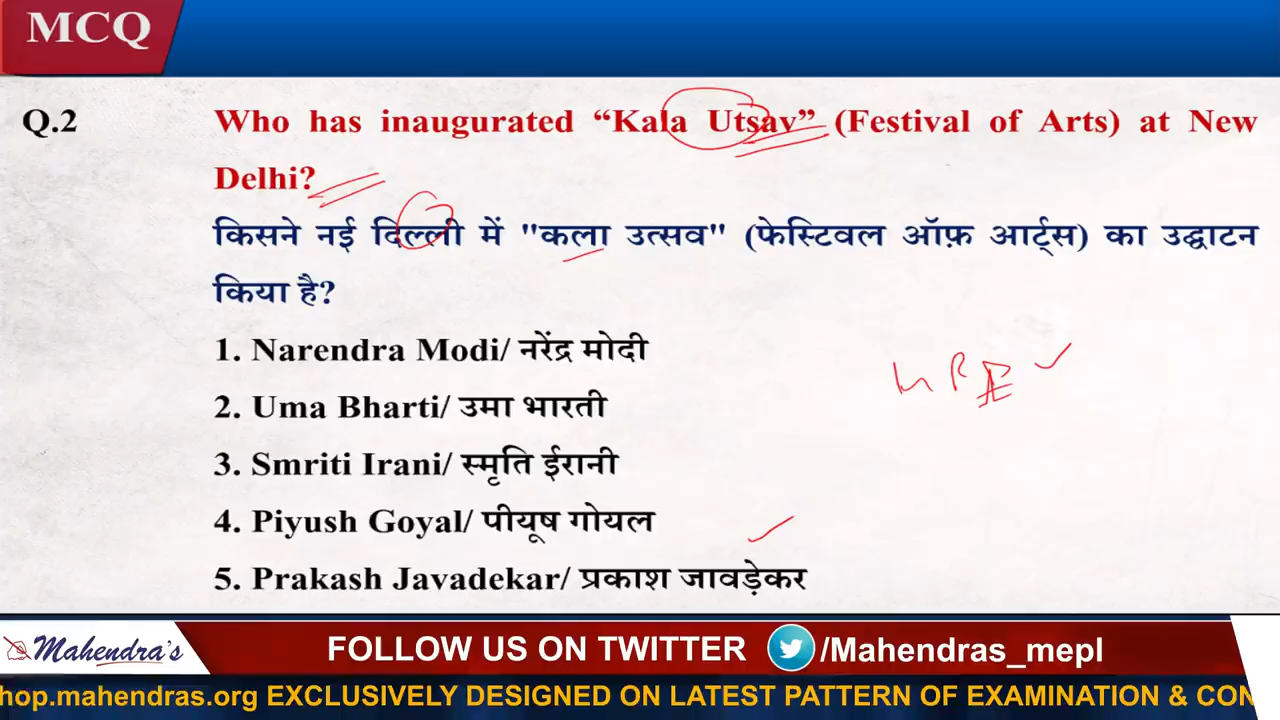 MCQ
Q.2 Who has inaugurated “Kala Utsav” (Festival of Arts) at New
Delhi?
किसने नई दिल्ली में "कला उत्सव" (फेस्टिवल ऑफ़ आर्ट्स) का उद्घाटन
किया है?
1. Narendra Modi/ नरेंद्र मोदी
2. Uma Bharti/ उमा भारती
3. Smriti Irani/ स्मृति ईरानी
4. Piyush Goyal/ पीयूष गोयल
5. Prakash Javadekar/ प्रकाश जावड़ेकर
Mahendra's
FOLLOW US ON TWITTER /Mahendras_mepl
hop.mahendras.org EXCLUSIVELY DESIGNED ON LATEST PATTERN OF EXAMINATION & CON